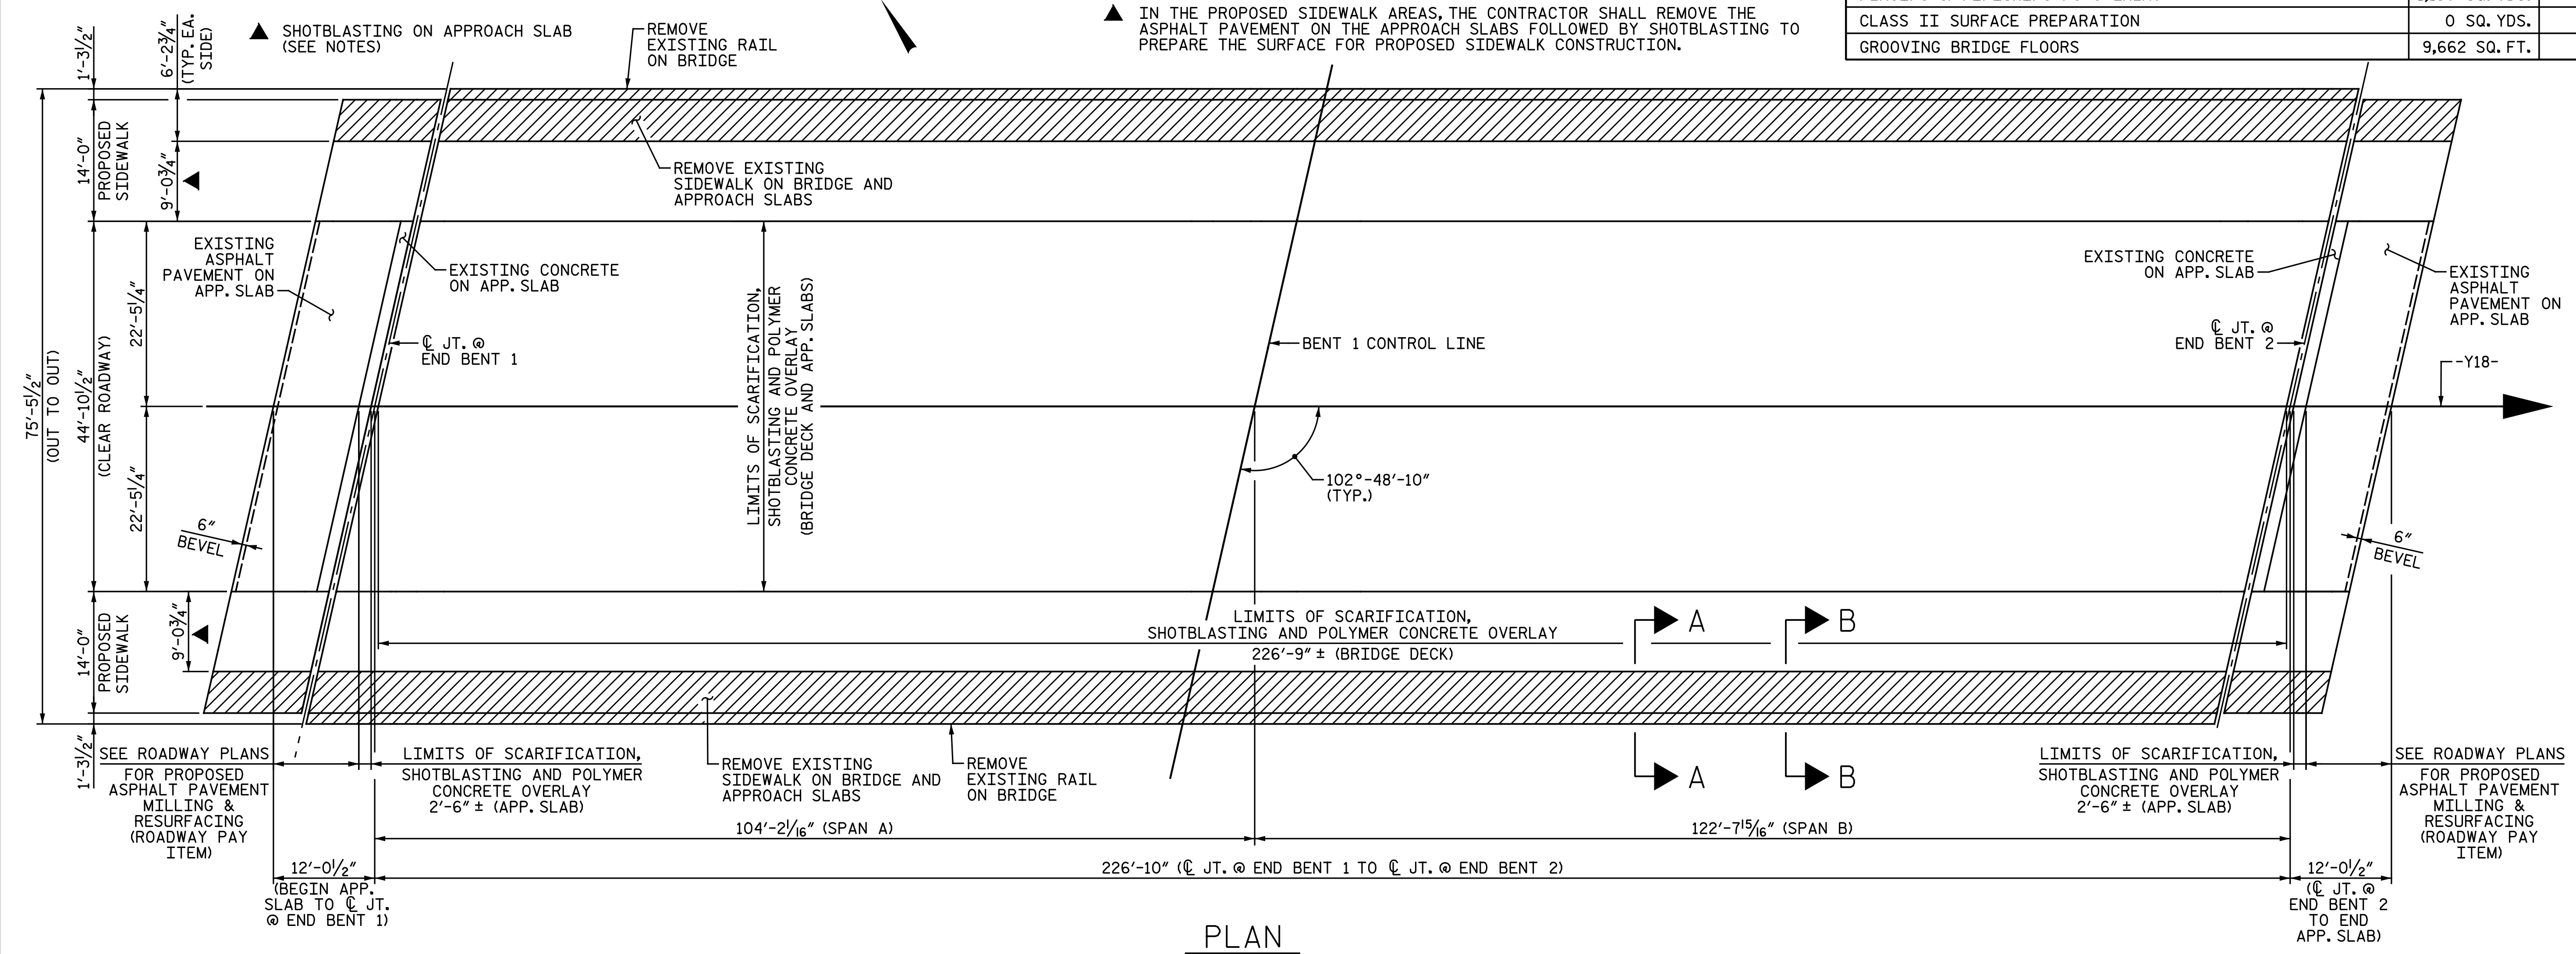 1'-3½"
6'-2¾"
(TYP. EA.
SIDE)
▲ SHOTBLASTING ON APPROACH SLAB
(SEE NOTES)
REMOVE
EXISTING RAIL
ON BRIDGE
▲ IN THE PROPOSED SIDEWALK AREAS, THE CONTRACTOR SHALL REMOVE THE
ASPHALT PAVEMENT ON THE APPROACH SLABS FOLLOWED BY SHOTBLASTING TO
PREPARE THE SURFACE FOR PROPOSED SIDEWALK CONSTRUCTION.
CLASS II SURFACE PREPARATION 0 SQ. YDS.
GROOVING BRIDGE FLOORS 9,662 SQ. FT.
14'-0"
PROPOSED
SIDEWALK
9'-0¾"
REMOVE EXISTING
SIDEWALK ON BRIDGE AND
APPROACH SLABS
75'-5½"
(OUT TO OUT)
44'-10½"
(CLEAR ROADWAY)
22'-5¼"
22'-5¼"
EXISTING
ASPHALT
PAVEMENT ON
APP. SLAB
EXISTING CONCRETE
ON APP. SLAB
℄ JT. @
END BENT 1
LIMITS OF SCARIFICATION,
SHOTBLASTING AND POLYMER
CONCRETE OVERLAY
(BRIDGE DECK AND APP. SLABS)
BENT 1 CONTROL LINE
102°-48'-10"
(TYP.)
EXISTING CONCRETE
ON APP. SLAB
℄ JT. @
END BENT 2
EXISTING
ASPHALT
PAVEMENT ON
APP. SLAB
-Y18-
6"
BEVEL
6"
BEVEL
14'-0"
PROPOSED
SIDEWALK
9'-0¾"
1'-3½"
LIMITS OF SCARIFICATION,
SHOTBLASTING AND POLYMER CONCRETE OVERLAY
226'-9" ± (BRIDGE DECK)
A
B
A
B
SEE ROADWAY PLANS
FOR PROPOSED
ASPHALT PAVEMENT
MILLING &
RESURFACING
(ROADWAY PAY
ITEM)
LIMITS OF SCARIFICATION,
SHOTBLASTING AND POLYMER
CONCRETE OVERLAY
2'-6" ± (APP. SLAB)
REMOVE EXISTING
SIDEWALK ON BRIDGE AND
APPROACH SLABS
REMOVE
EXISTING RAIL
ON BRIDGE
LIMITS OF SCARIFICATION,
SHOTBLASTING AND POLYMER
CONCRETE OVERLAY
2'-6" ± (APP. SLAB)
SEE ROADWAY PLANS
FOR PROPOSED
ASPHALT PAVEMENT
MILLING &
RESURFACING
(ROADWAY PAY
ITEM)
104'-2 1/16" (SPAN A)
122'-7 15/16" (SPAN B)
12'-0½"
(BEGIN APP.
SLAB TO ℄ JT.
@ END BENT 1)
226'-10" (℄ JT. @ END BENT 1 TO ℄ JT. @ END BENT 2)
12'-0½"
(℄ JT. @
END BENT 2
TO END
APP. SLAB)
PLAN